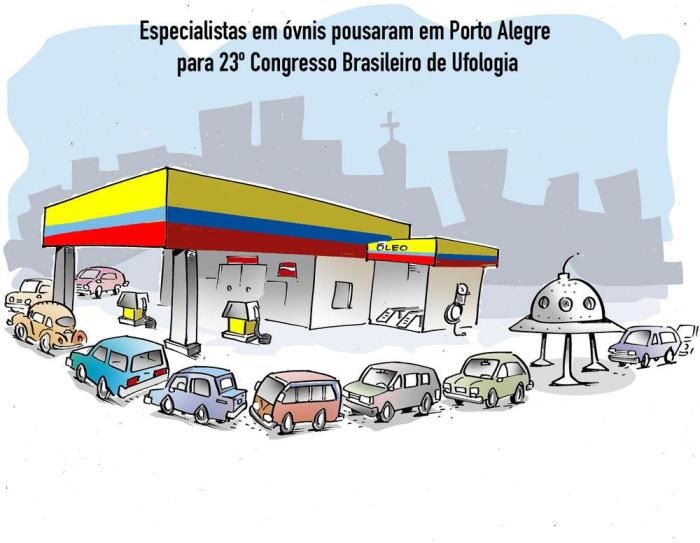 Especialistas em óvnis pousaram em Porto Alegre
para 23º Congresso Brasileiro de Ufologia
ÓLEO